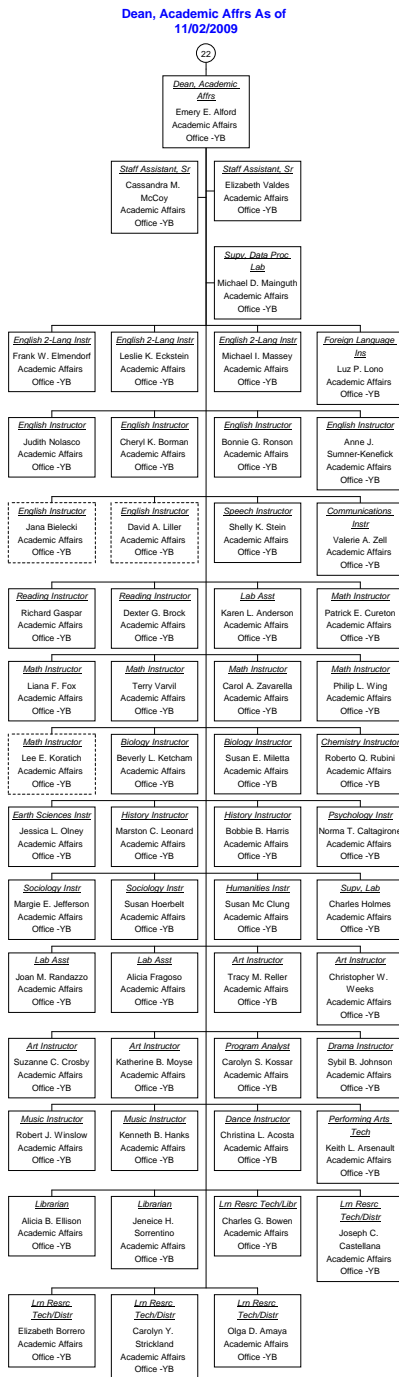 Dean, Academic Affrs As of
11/02/2009
22
Dean, Academic
Affrs
Emery E. Alford
Academic Affairs
Office -YB
Staff Assistant, Sr
Cassandra M.
McCoy
Academic Affairs
Office -YB
Staff Assistant, Sr
Elizabeth Valdes
Academic Affairs
Office -YB
Supv, Data Proc
Lab
Michael D. Mainguth
Academic Affairs
Office -YB
English 2-Lang Instr
Frank W. Elmendorf
Academic Affairs
Office -YB
English 2-Lang Instr
Leslie K. Eckstein
Academic Affairs
Office -YB
English 2-Lang Instr
Michael I. Massey
Academic Affairs
Office -YB
Foreign Language
Ins
Luz P. Lono
Academic Affairs
Office -YB
English Instructor
Judith Nolasco
Academic Affairs
Office -YB
English Instructor
Cheryl K. Borman
Academic Affairs
Office -YB
English Instructor
Bonnie G. Ronson
Academic Affairs
Office -YB
English Instructor
Anne J.
Sumner-Kenefick
Academic Affairs
Office -YB
English Instructor
Jana Bielecki
Academic Affairs
Office -YB
English Instructor
David A. Liller
Academic Affairs
Office -YB
Speech Instructor
Shelly K. Stein
Academic Affairs
Office -YB
Communications
Instr
Valerie A. Zell
Academic Affairs
Office -YB
Reading Instructor
Richard Gaspar
Academic Affairs
Office -YB
Reading Instructor
Dexter G. Brock
Academic Affairs
Office -YB
Lab Asst
Karen L. Anderson
Academic Affairs
Office -YB
Math Instructor
Patrick E. Cureton
Academic Affairs
Office -YB
Math Instructor
Liana F. Fox
Academic Affairs
Office -YB
Math Instructor
Terry Varvil
Academic Affairs
Office -YB
Math Instructor
Carol A. Zavarella
Academic Affairs
Office -YB
Math Instructor
Philip L. Wing
Academic Affairs
Office -YB
Math Instructor
Lee E. Koratich
Academic Affairs
Office -YB
Biology Instructor
Beverly L. Ketcham
Academic Affairs
Office -YB
Biology Instructor
Susan E. Miletta
Academic Affairs
Office -YB
Chemistry Instructor
Roberto Q. Rubini
Academic Affairs
Office -YB
Earth Sciences Instr
Jessica L. Olney
Academic Affairs
Office -YB
History Instructor
Marston C. Leonard
Academic Affairs
Office -YB
History Instructor
Bobbie B. Harris
Academic Affairs
Office -YB
Psychology Instr
Norma T. Caltagirone
Academic Affairs
Office -YB
Sociology Instr
Margie E. Jefferson
Academic Affairs
Office -YB
Sociology Instr
Susan Hoerbelt
Academic Affairs
Office -YB
Humanities Instr
Susan Mc Clung
Academic Affairs
Office -YB
Supv, Lab
Charles Holmes
Academic Affairs
Office -YB
Lab Asst
Joan M. Randazzo
Academic Affairs
Office -YB
Lab Asst
Alicia Fragoso
Academic Affairs
Office -YB
Art Instructor
Tracy M. Reller
Academic Affairs
Office -YB
Art Instructor
Christopher W.
Weeks
Academic Affairs
Office -YB
Art Instructor
Suzanne C. Crosby
Academic Affairs
Office -YB
Art Instructor
Katherine B. Moyse
Academic Affairs
Office -YB
Program Analyst
Carolyn S. Kossar
Academic Affairs
Office -YB
Drama Instructor
Sybil B. Johnson
Academic Affairs
Office -YB
Music Instructor
Robert J. Winslow
Academic Affairs
Office -YB
Music Instructor
Kenneth B. Hanks
Academic Affairs
Office -YB
Dance Instructor
Christina L. Acosta
Academic Affairs
Office -YB
Performing Arts
Tech
Keith L. Arsenault
Academic Affairs
Office -YB
Librarian
Alicia B. Ellison
Academic Affairs
Office -YB
Librarian
Jeneice H.
Sorrentino
Academic Affairs
Office -YB
Lrn Resrc Tech/Libr
Charles G. Bowen
Academic Affairs
Office -YB
Lrn Resrc
Tech/Distr
Joseph C.
Castellana
Academic Affairs
Office -YB
Lrn Resrc
Tech/Distr
Elizabeth Borrero
Academic Affairs
Office -YB
Lrn Resrc
Tech/Distr
Carolyn Y.
Strickland
Academic Affairs
Office -YB
Lrn Resrc
Tech/Distr
Olga D. Amaya
Academic Affairs
Office -YB